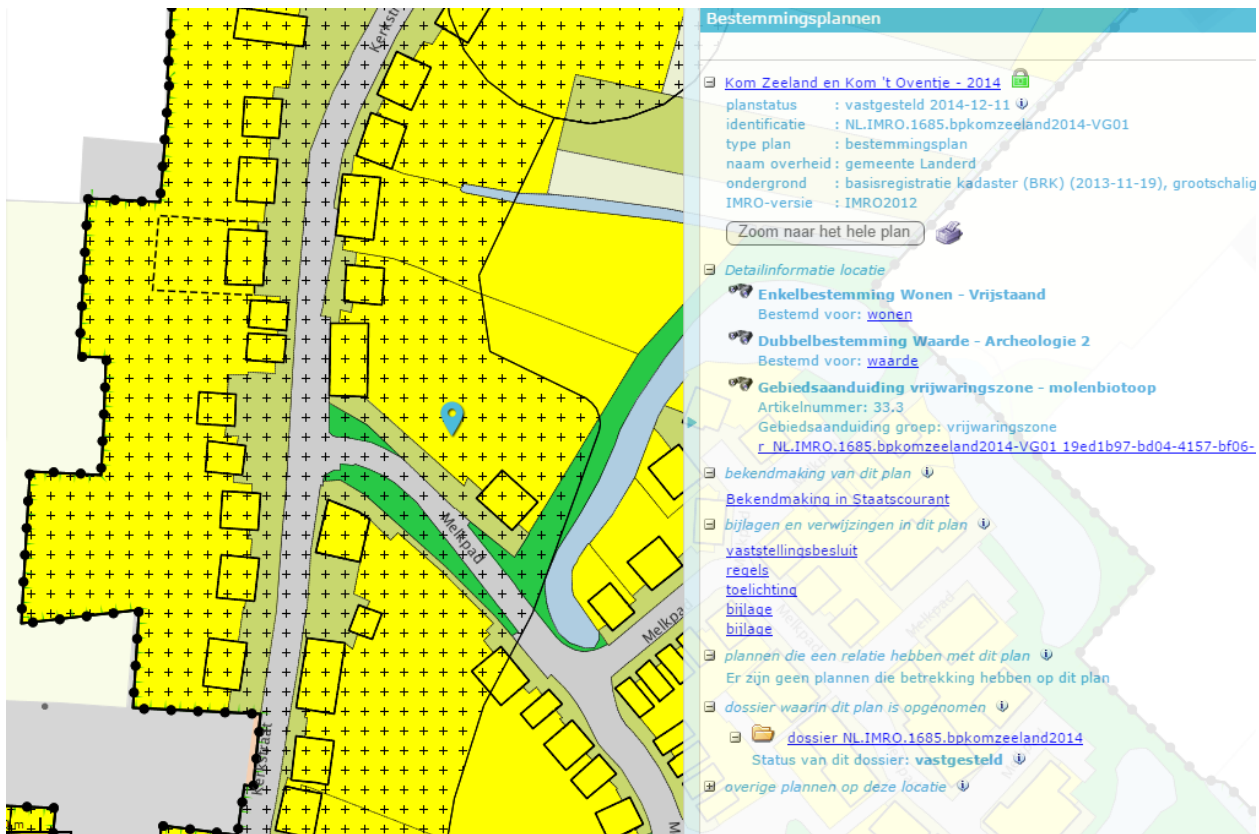 Bestemmingsplannen
Kom Zeeland en Kom 't Oventje - 2014
planstatus : vastgesteld 2014-12-11
identificatie : NL.IMRO.1685.bpkomzeeland2014-VG01
type plan : bestemmingsplan
naam overheid : gemeente Landerd
ondergrond : basisregistratie kadaster (BRK) (2013-11-19), grootschalig
IMRO-versie : IMRO2012
Zoom naar het hele plan
Detailinformatie locatie
Enkelbestemming Wonen - Vrijstaand
Bestemd voor: wonen
Dubbelbestemming Waarde - Archeologie 2
Bestemd voor: waarde
Gebiedsaanduiding vrijwaringszone - molenbiotoop
Artikelnummer: 33.3
Gebiedsaanduiding groep: vrijwaringszone
r_NL.IMRO.1685.bpkomzeeland2014-VG01_19ed1b97-bd04-4157-bf06-
bekendmaking van dit plan
Bekendmaking in Staatscourant
bijlagen en verwijzingen in dit plan
vaststellingsbesluit
regels
toelichting
bijlage
bijlage
plannen die een relatie hebben met dit plan
Er zijn geen plannen die betrekking hebben op dit plan
dossier waarin dit plan is opgenomen
dossier NL.IMRO.1685.bpkomzeeland2014
Status van dit dossier: vastgesteld
overige plannen op deze locatie
Melkpad
Melkpad
Melkpad
Melkpad
Kerkstraat